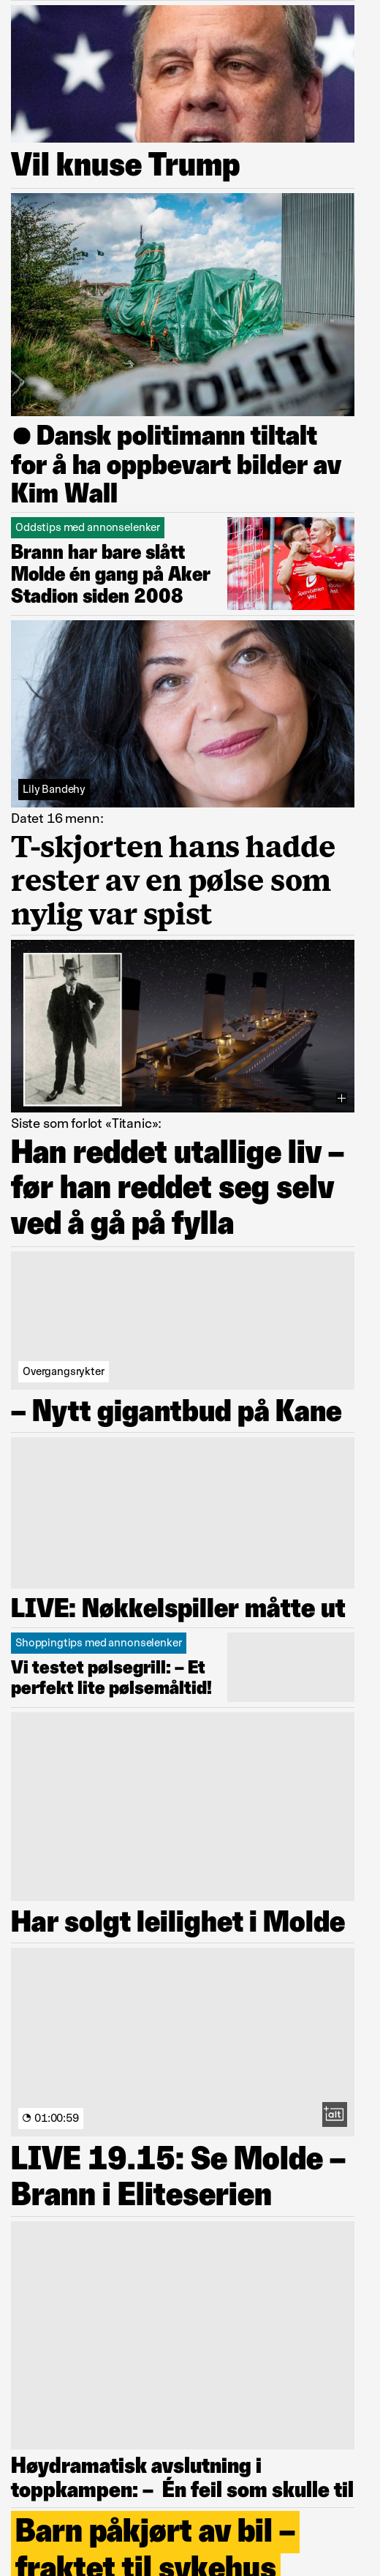 Vil knuse Trump
POLITI
Dansk politimann tiltalt
for å ha oppbevart bilder av
Kim Wall
Oddstips med annonselenker
Brann har bare slått
Molde én gang på Aker
Stadion siden 2008
Sparebanken
Vest
Lily Bandehy
Datet 16 menn:
T-skjorten hans hadde
rester av en pølse som
nylig var spist
Siste som forlot «Titanic»:
Han reddet utallige liv –
før han reddet seg selv
ved å gå på fylla
Overgangsrykter
– Nytt gigantbud på Kane
LIVE: Nøkkelspiller måtte ut
Shoppingtips med annonselenker
Vi testet pølsegrill: – Et
perfekt lite pølsemåltid!
Har solgt leilighet i Molde
01:00:59
+alt
LIVE 19.15: Se Molde –
Brann i Eliteserien
Høydramatisk avslutning i
toppkampen: – Én feil som skulle til
Barn påkjørt av bil –
fraktet til sykehus